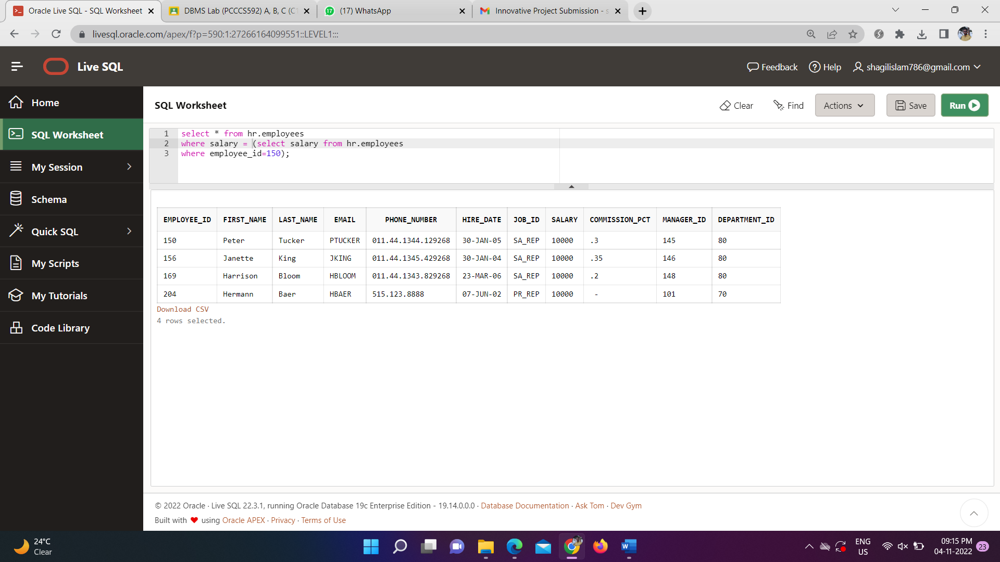 Oracle Live SQL - SQL Worksheet
DBMS Lab (PCCCS592) A, B, C (C
17 (17) WhatsApp
Innovative Project Submission - s
livesql.oracle.com/apex/f?p=590:1:27266164099551::LEVEL1:::
Live SQL
Feedback
Help
shagilislam786@gmail.com
Home
SQL Worksheet
My Session
Schema
Quick SQL
My Scripts
My Tutorials
Code Library
SQL Worksheet
Clear
Find
Actions
Save
Run
1 select * from hr.employees
2 where salary = (select salary from hr.employees
3 where employee_id=150);
EMPLOYEE_ID FIRST_NAME LAST_NAME EMAIL PHONE_NUMBER HIRE_DATE JOB_ID SALARY COMMISSION_PCT MANAGER_ID DEPARTMENT_ID
150 Peter Tucker PTUCKER 011.44.1344.129268 30-JAN-05 SA_REP 10000 .3 145 80
156 Janette King JKING 011.44.1345.429268 30-JAN-04 SA_REP 10000 .35 146 80
169 Harrison Bloom HBLOOM 011.44.1343.829268 23-MAR-06 SA_REP 10000 .2 148 80
204 Hermann Baer HBAER 515.123.8888 07-JUN-02 PR_REP 10000 - 101 70
Download CSV
4 rows selected.
© 2022 Oracle · Live SQL 22.3.1, running Oracle Database 19c Enterprise Edition - 19.14.0.0.0 · Database Documentation · Ask Tom · Dev Gym
Built with ❤ using Oracle APEX · Privacy · Terms of Use
24°C
Clear
W
ENG
US
09:15 PM
04-11-2022
23